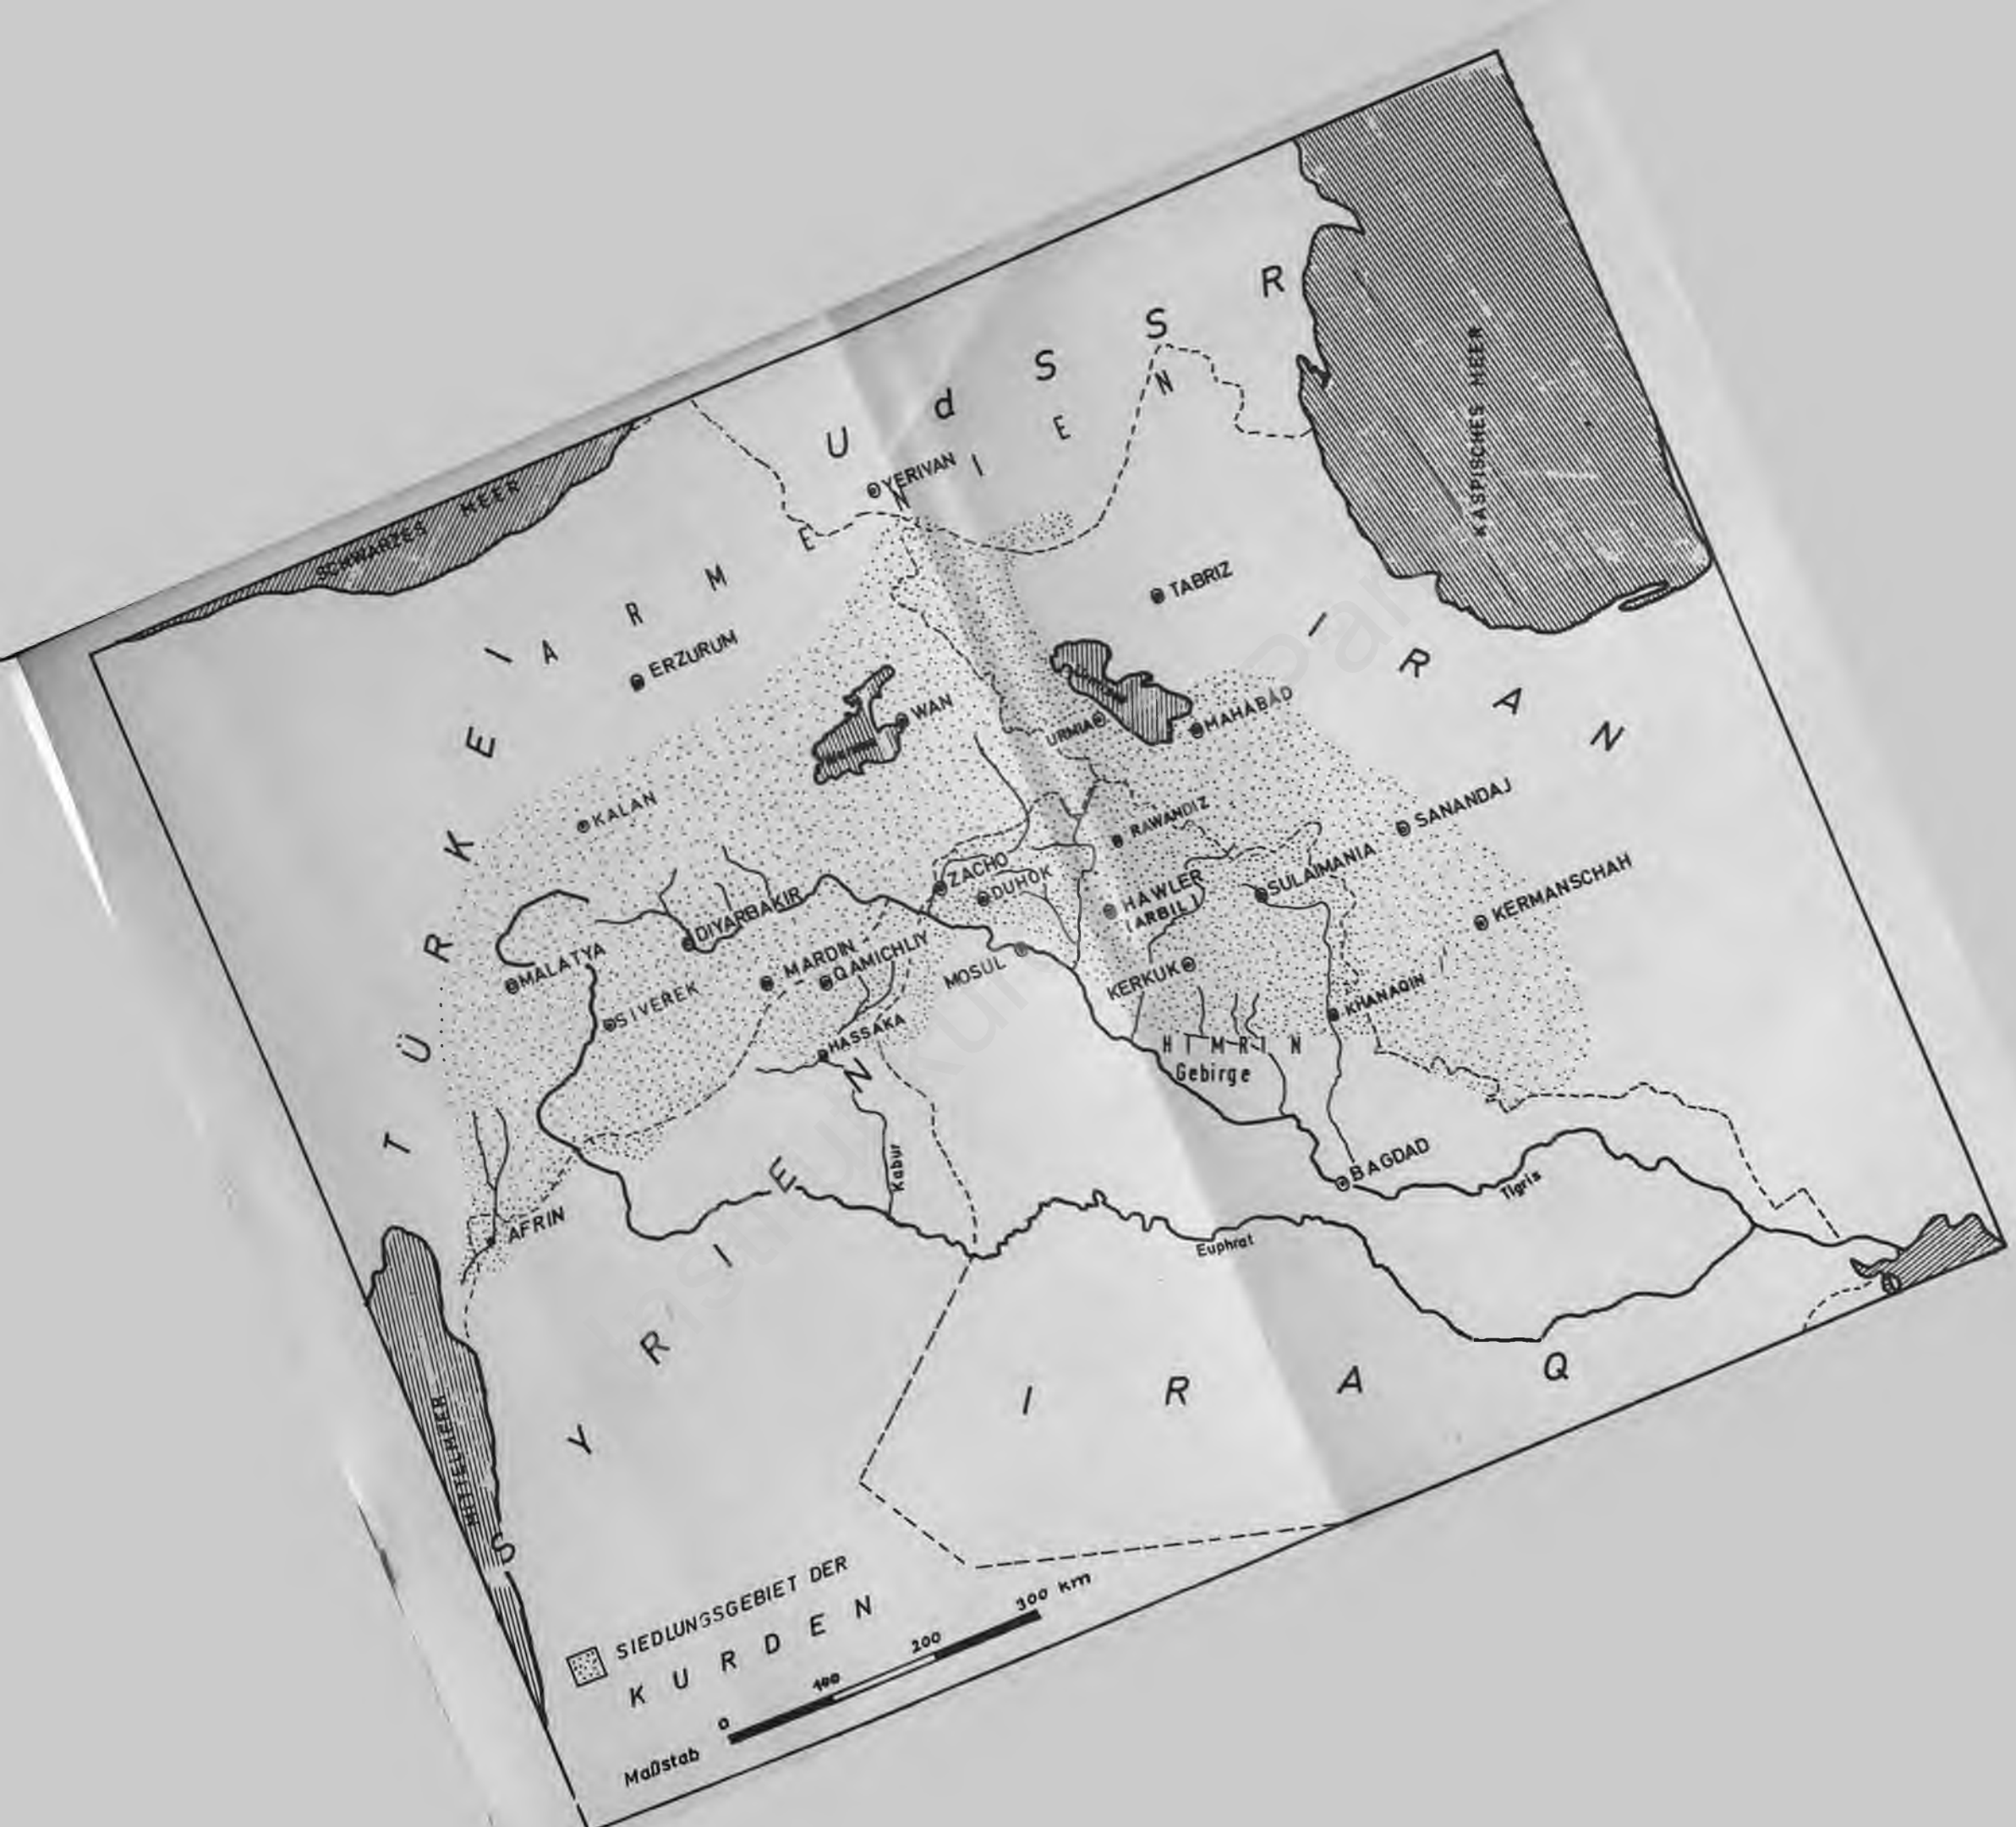 SCHWARZES MEER
KASPISCHES MEER
UdSSR
ARMENIEN
YERIVAN
TÜRKEI
ERZURUM
TABRIZ
IRAN
WAN
URMIA
MAHABAD
KALAN
RAWANDIZ
SANANDAJ
ZACHO
DUHOK
SULAIMANIA
HAWLER
(ARBIL)
KERMANSCHAH
DIYARBAKIR
MALATYA
MARDIN
QAMICHLIY
MOSUL
KERKUK
SIVEREK
HASSAKA
KHANAQIN
HIMRIN
Gebirge
AFRIN
Kabur
BAGDAD
Tigris
Euphrat
SYRIEN
IRAQ
MITTELMEER
SIEDLUNGSGEBIET DER
KURDEN
Maßstab
0 100 200 300 km